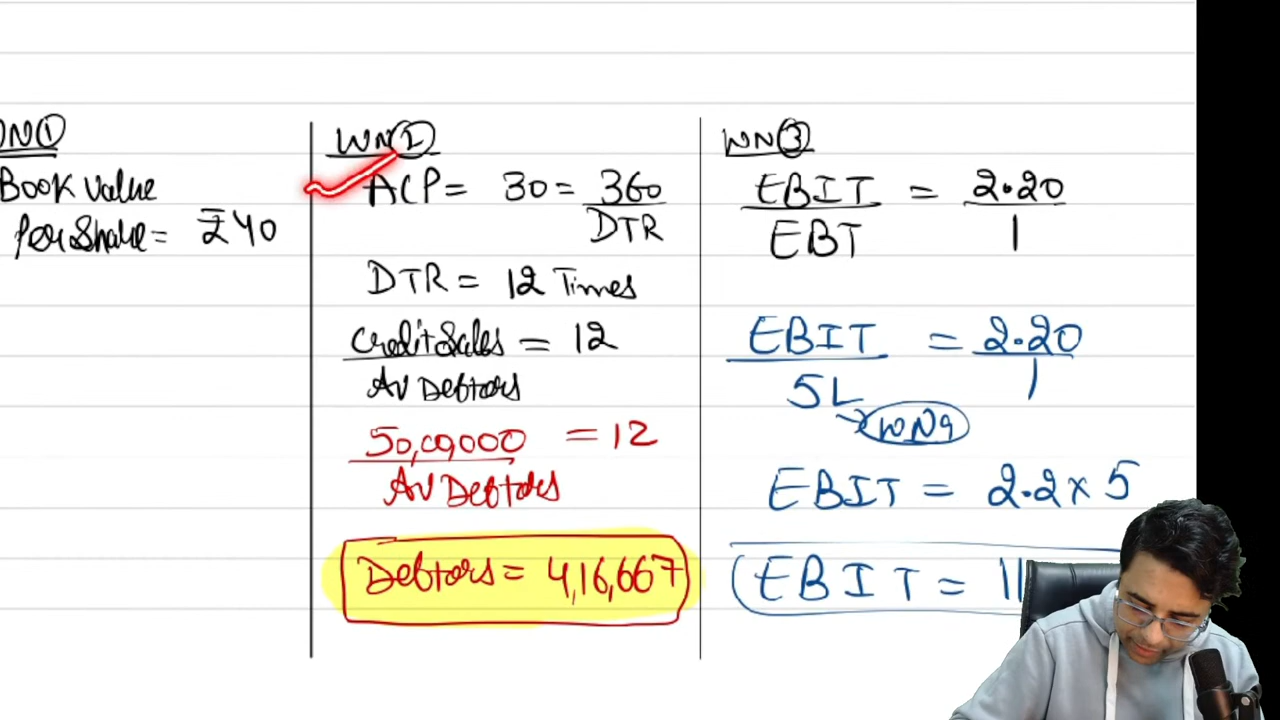 WN①
Book value
Per Share = ₹40
WN②
ACP = 30 = 360
DTR
DTR = 12 Times
Credit Sales = 12
AV Debtors
50,00,000 = 12
AV Debtors
Debtors = 4,16,667
WN③
EBIT = 2.20
EBT 1
EBIT = 2.20
5L 1
→ WN9
EBIT = 2.2 x 5
EBIT = 11